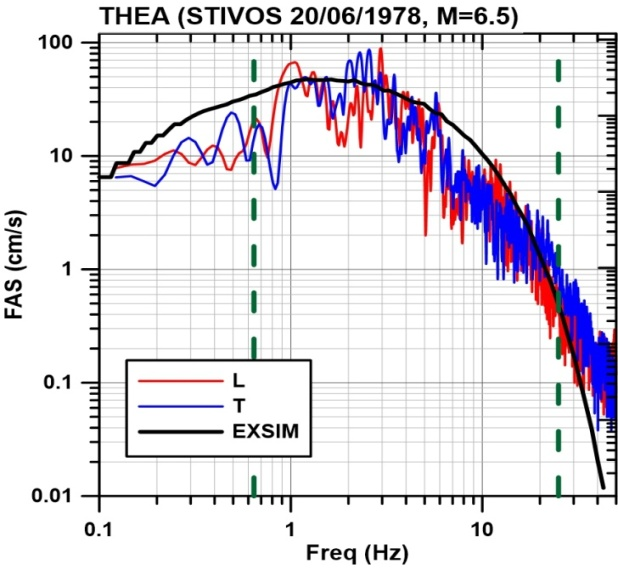 THEA (STIVOS 20/06/1978, M=6.5)
100
10
1
0.1
0.01
FAS (cm/s)
L
T
EXSIM
0.1 1 10
Freq (Hz)